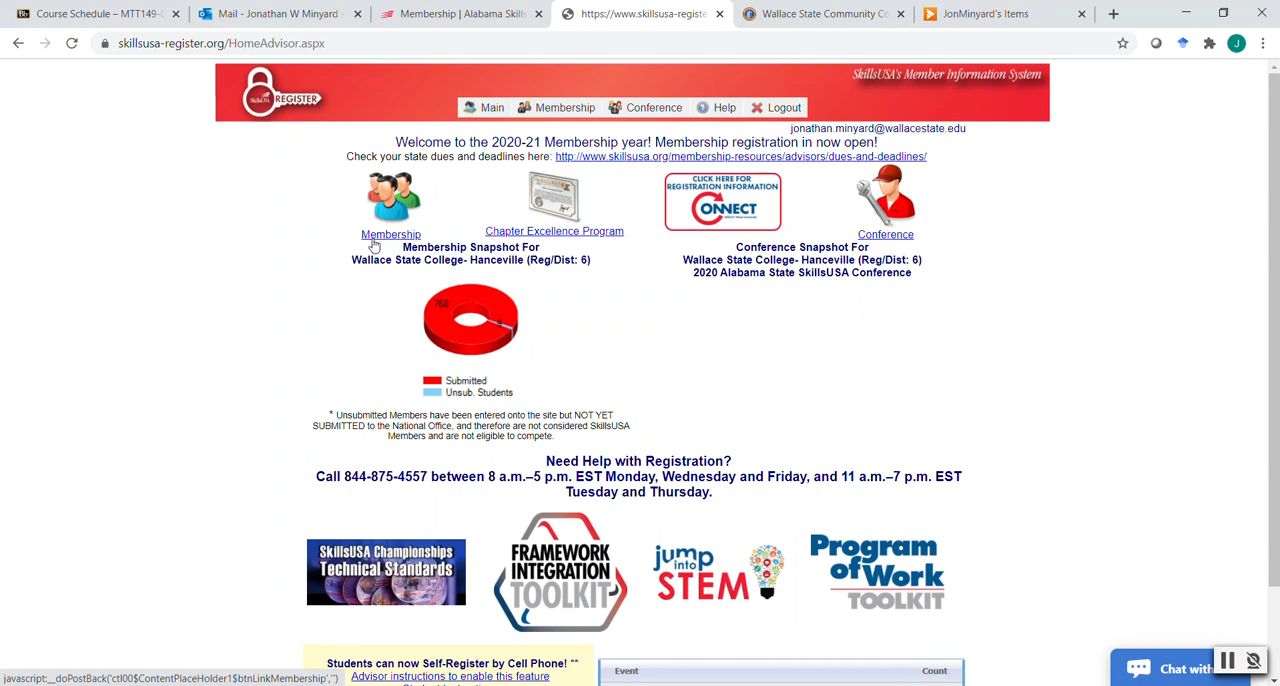 Course Schedule – MTT149-0
Mail - Jonathan W Minyard -
Membership | Alabama Skills
https://www.skillsusa-registe
Wallace State Community Co
JonMinyard's Items
skillsusa-register.org/HomeAdvisor.aspx
J
REGISTER
SkillsUSA's Member Information System
Main Membership Conference Help Logout
jonathan.minyard@wallacestate.edu
Welcome to the 2020-21 Membership year! Membership registration in now open!
Check your state dues and deadlines here: http://www.skillsusa.org/membership-resources/advisors/dues-and-deadlines/
CLICK HERE FOR
REGISTRATION INFORMATION
CONNECT
Membership
Chapter Excellence Program
Conference
Membership Snapshot For
Wallace State College- Hanceville (Reg/Dist: 6)
Conference Snapshot For
Wallace State College- Hanceville (Reg/Dist: 6)
2020 Alabama State SkillsUSA Conference
768
Submitted
Unsub. Students
* Unsubmitted Members have been entered onto the site but NOT YET
SUBMITTED to the National Office, and therefore are not considered SkillsUSA
Members and are not eligible to compete.
Need Help with Registration?
Call 844-875-4557 between 8 a.m.–5 p.m. EST Monday, Wednesday and Friday, and 11 a.m.–7 p.m. EST
Tuesday and Thursday.
SkillsUSA Championships
Technical Standards
FRAMEWORK
INTEGRATION
TOOLKIT
jump
into
STEM
Program
of Work
TOOLKIT
Students can now Self-Register by Cell Phone! **
Advisor instructions to enable this feature
Event Count
Chat with
javascript:__doPostBack('ctl00$ContentPlaceHolder1$btnLinkMembership','')